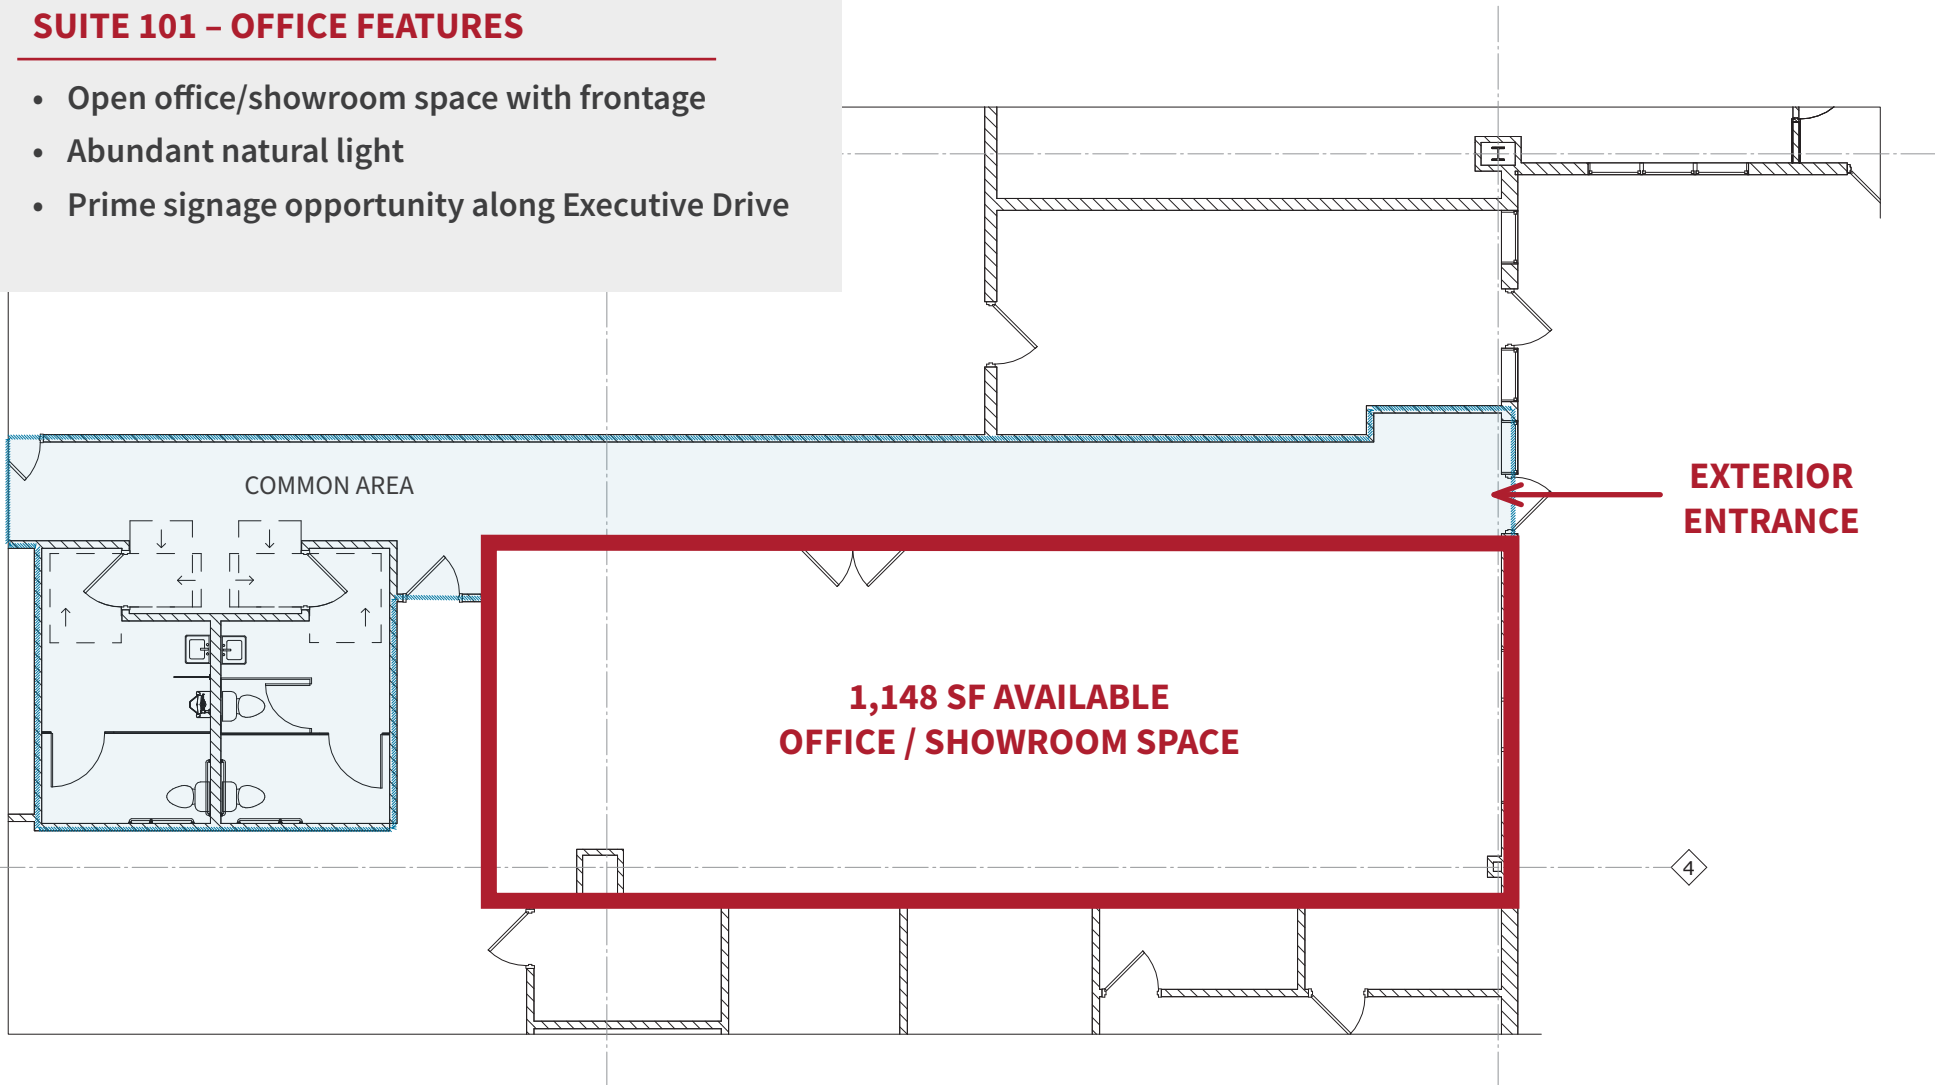 SUITE 101 – OFFICE FEATURES
• Open office/showroom space with frontage
• Abundant natural light
• Prime signage opportunity along Executive Drive
COMMON AREA
EXTERIOR
ENTRANCE
1,148 SF AVAILABLE
OFFICE / SHOWROOM SPACE
4